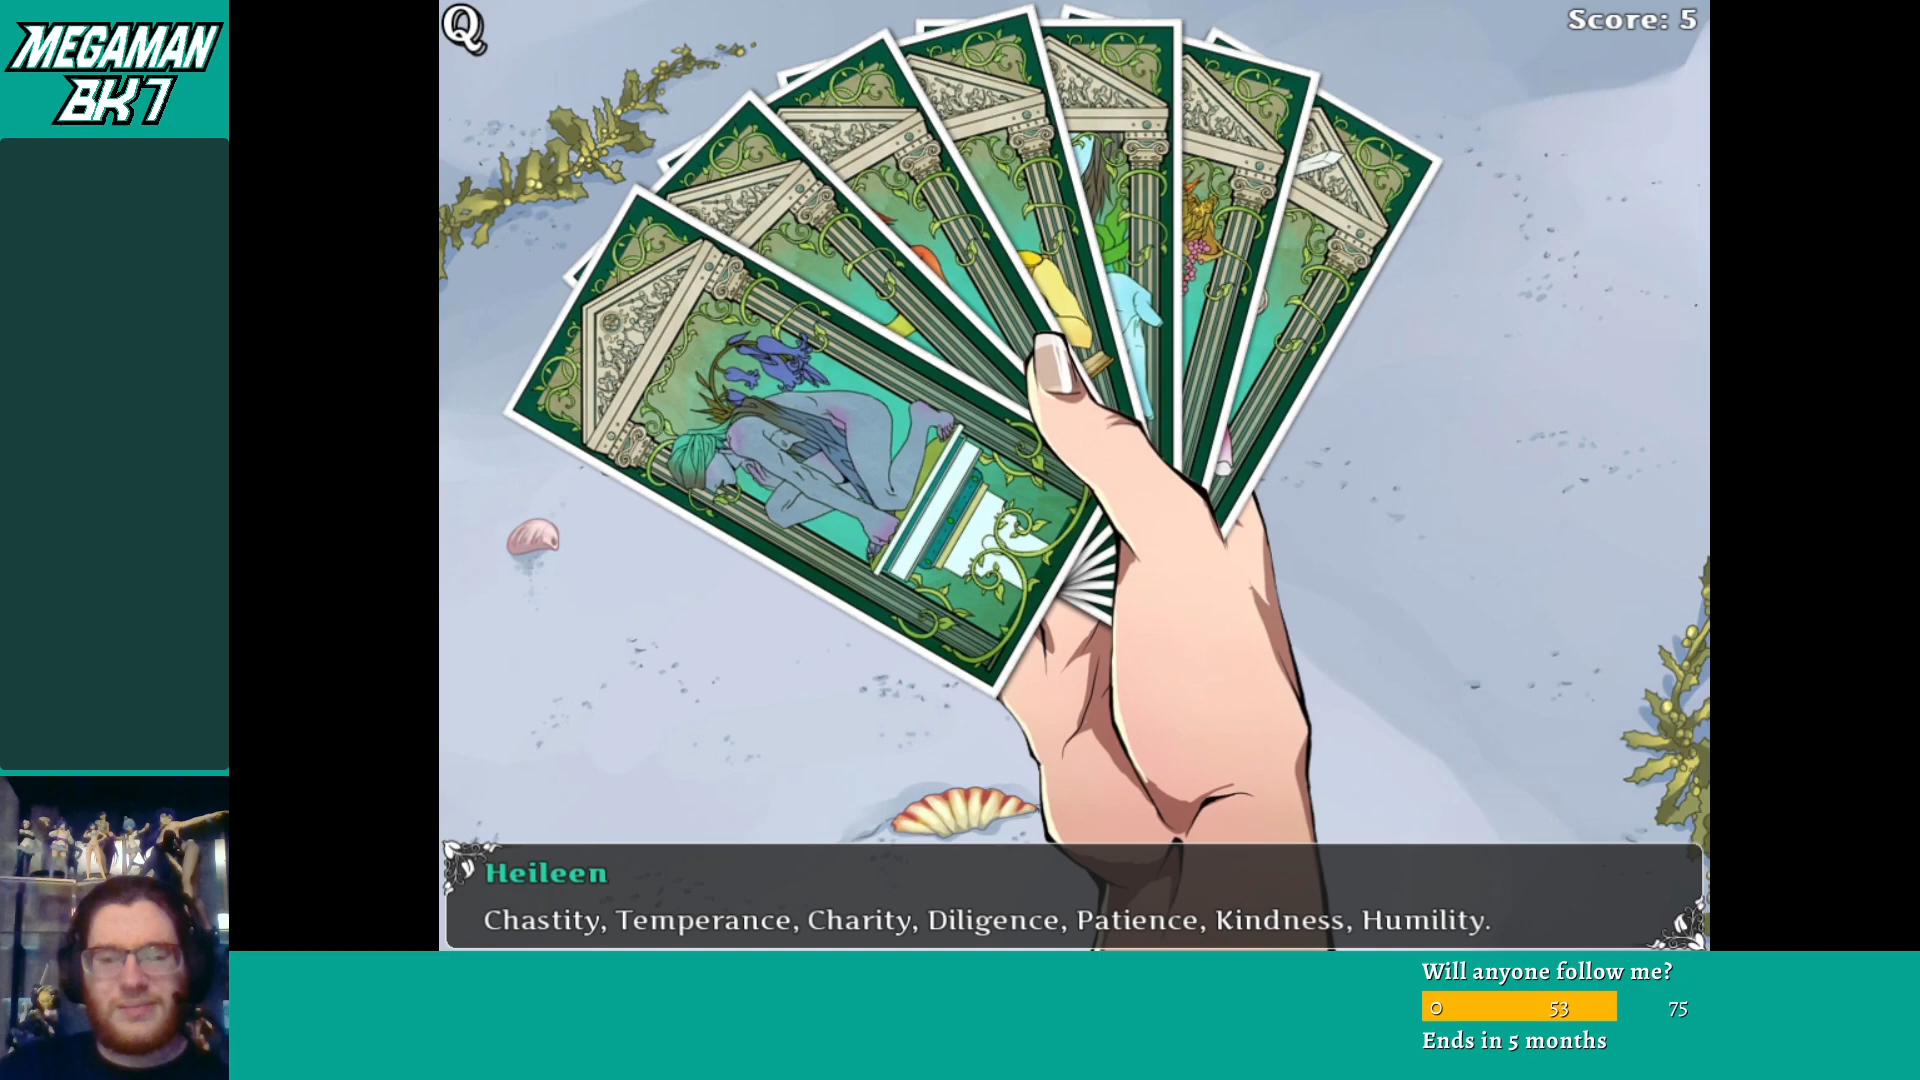 MEGAMAN
BK7
Q
Score: 5
Heileen
Chastity, Temperance, Charity, Diligence, Patience, Kindness, Humility.
Will anyone follow me?
0 53 75
Ends in 5 months